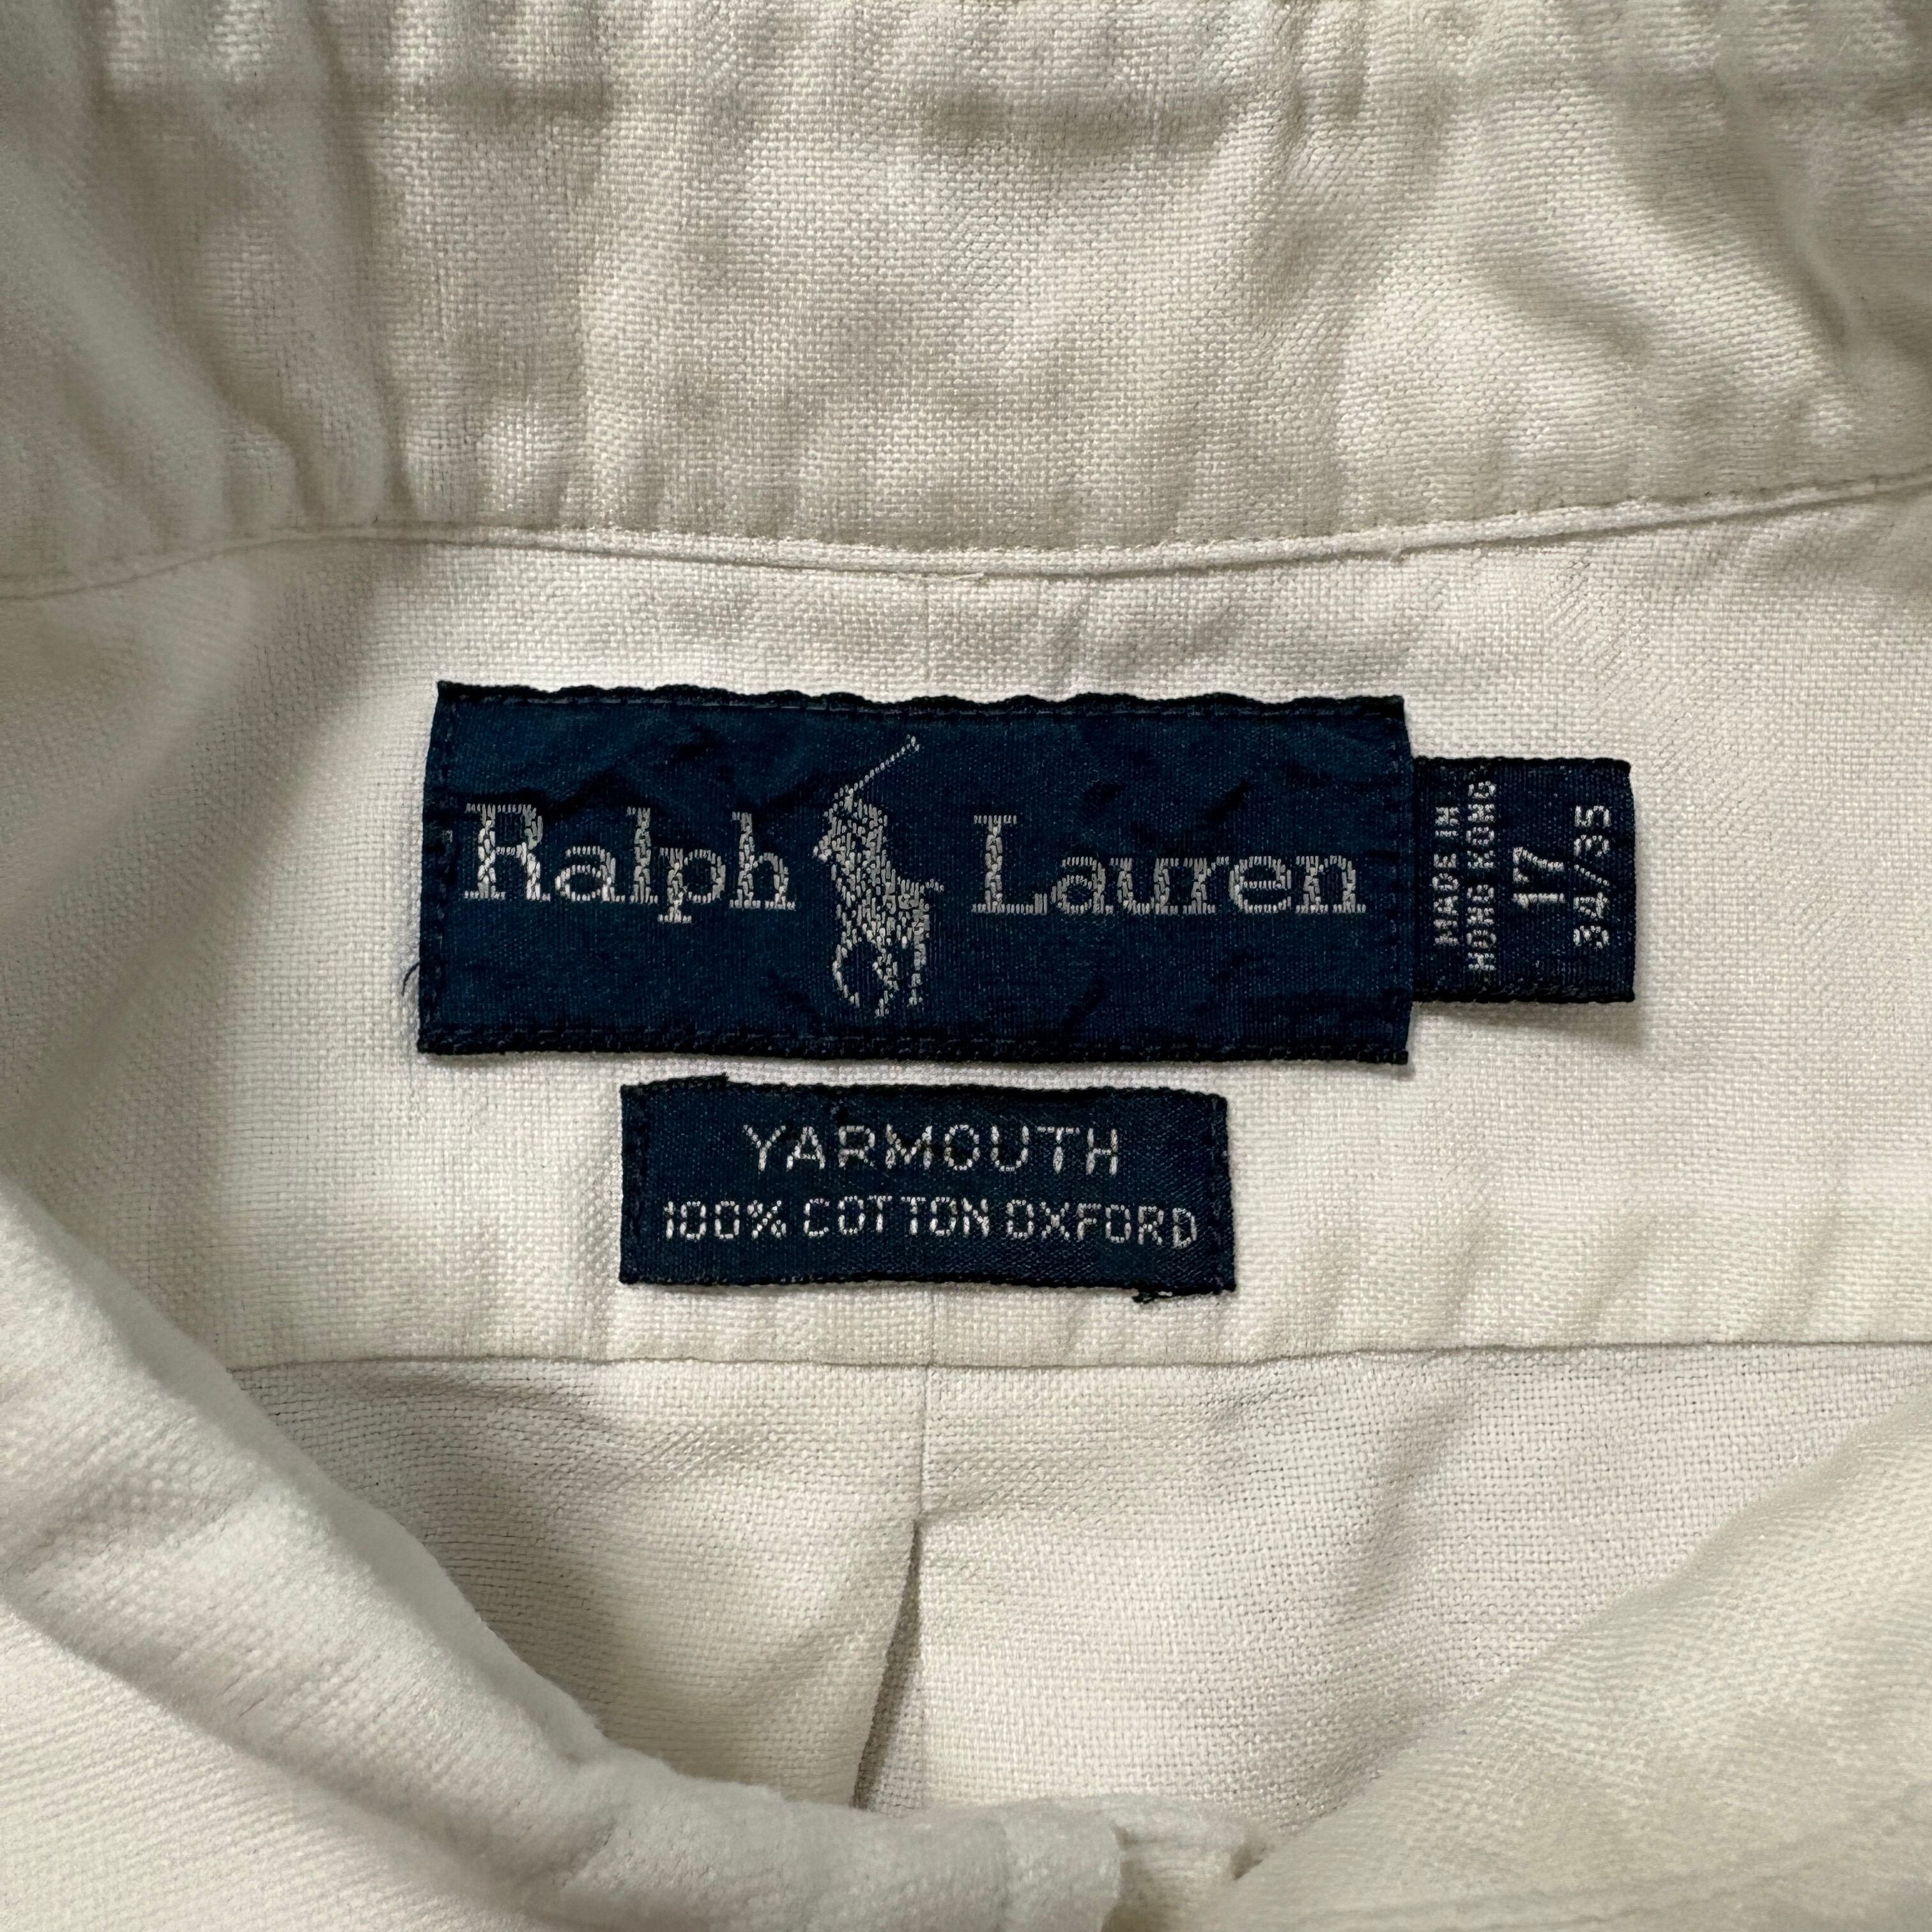 Ralph Lauren
MADE IN
HONG KONG
17
34/35
YARMOUTH
100% COTTON OXFORD